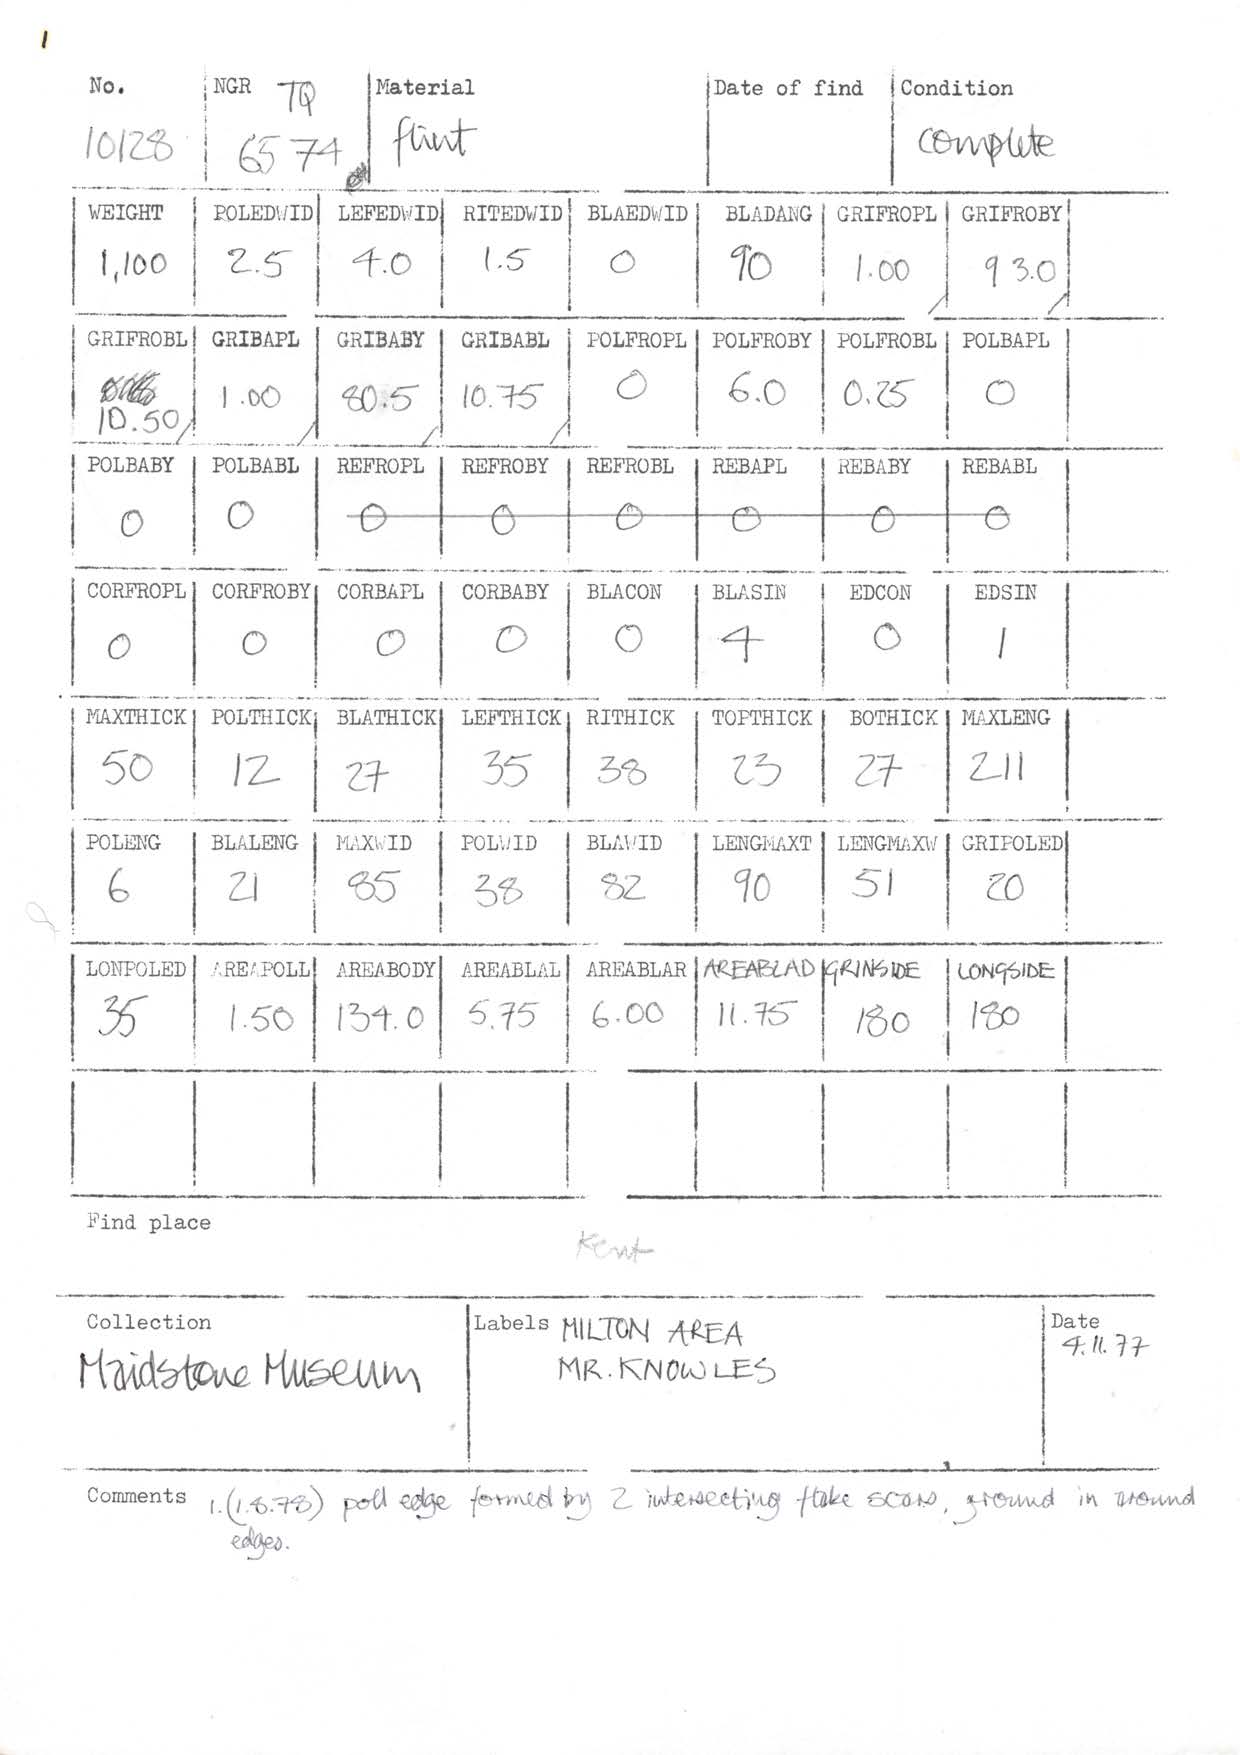 1
No. NGR TQ Material Date of find Condition
10128 65 74 flint complete
WEIGHT POLEDWID LEFEDWID RITEDWID BLAEDWID BLADANG GRIFROPL GRIFROBY
1,100 2.5 4.0 1.5 0 90 1.00 93.0
GRIFROBL GRIBAPL GRIBABY GRIBABL POLFROPL POLFROBY POLFROBL POLBAPL
10.50 1.00 80.5 10.75 0 6.0 0.25 0
POLBABY POLBABL REFROPL REFROBY REFROBL REBAPL REBABY REBABL
0 0 0 0 0 0 0 0
CORFROPL CORFROBY CORBAPL CORBABY BLACON BLASIN EDCON EDSIN
0 0 0 0 0 4 0 1
MAXTHICK POLTHICK BLATHICK LEFTHICK RITHICK TOPTHICK BOTHICK MAXLENG
50 12 27 35 38 23 27 211
POLENG BLALENG MAXWID POLWID BLAWID LENGMAXT LENGMAXW GRIPOLED
6 21 85 38 82 90 51 20
LONPOLED AREAPOLL AREABODY AREABLAL AREABLAR AREABLAD GRINSIDE LONGSIDE
35 1.50 134.0 5.75 6.00 11.75 180 180
Find place
Kent
Collection Labels MILTON AREA Date
Maidstone Museum MR. KNOWLES 4.11.77
Comments 1. (1.8.78) poll edge formed by 2 intersecting flake scars, ground in around
edges.